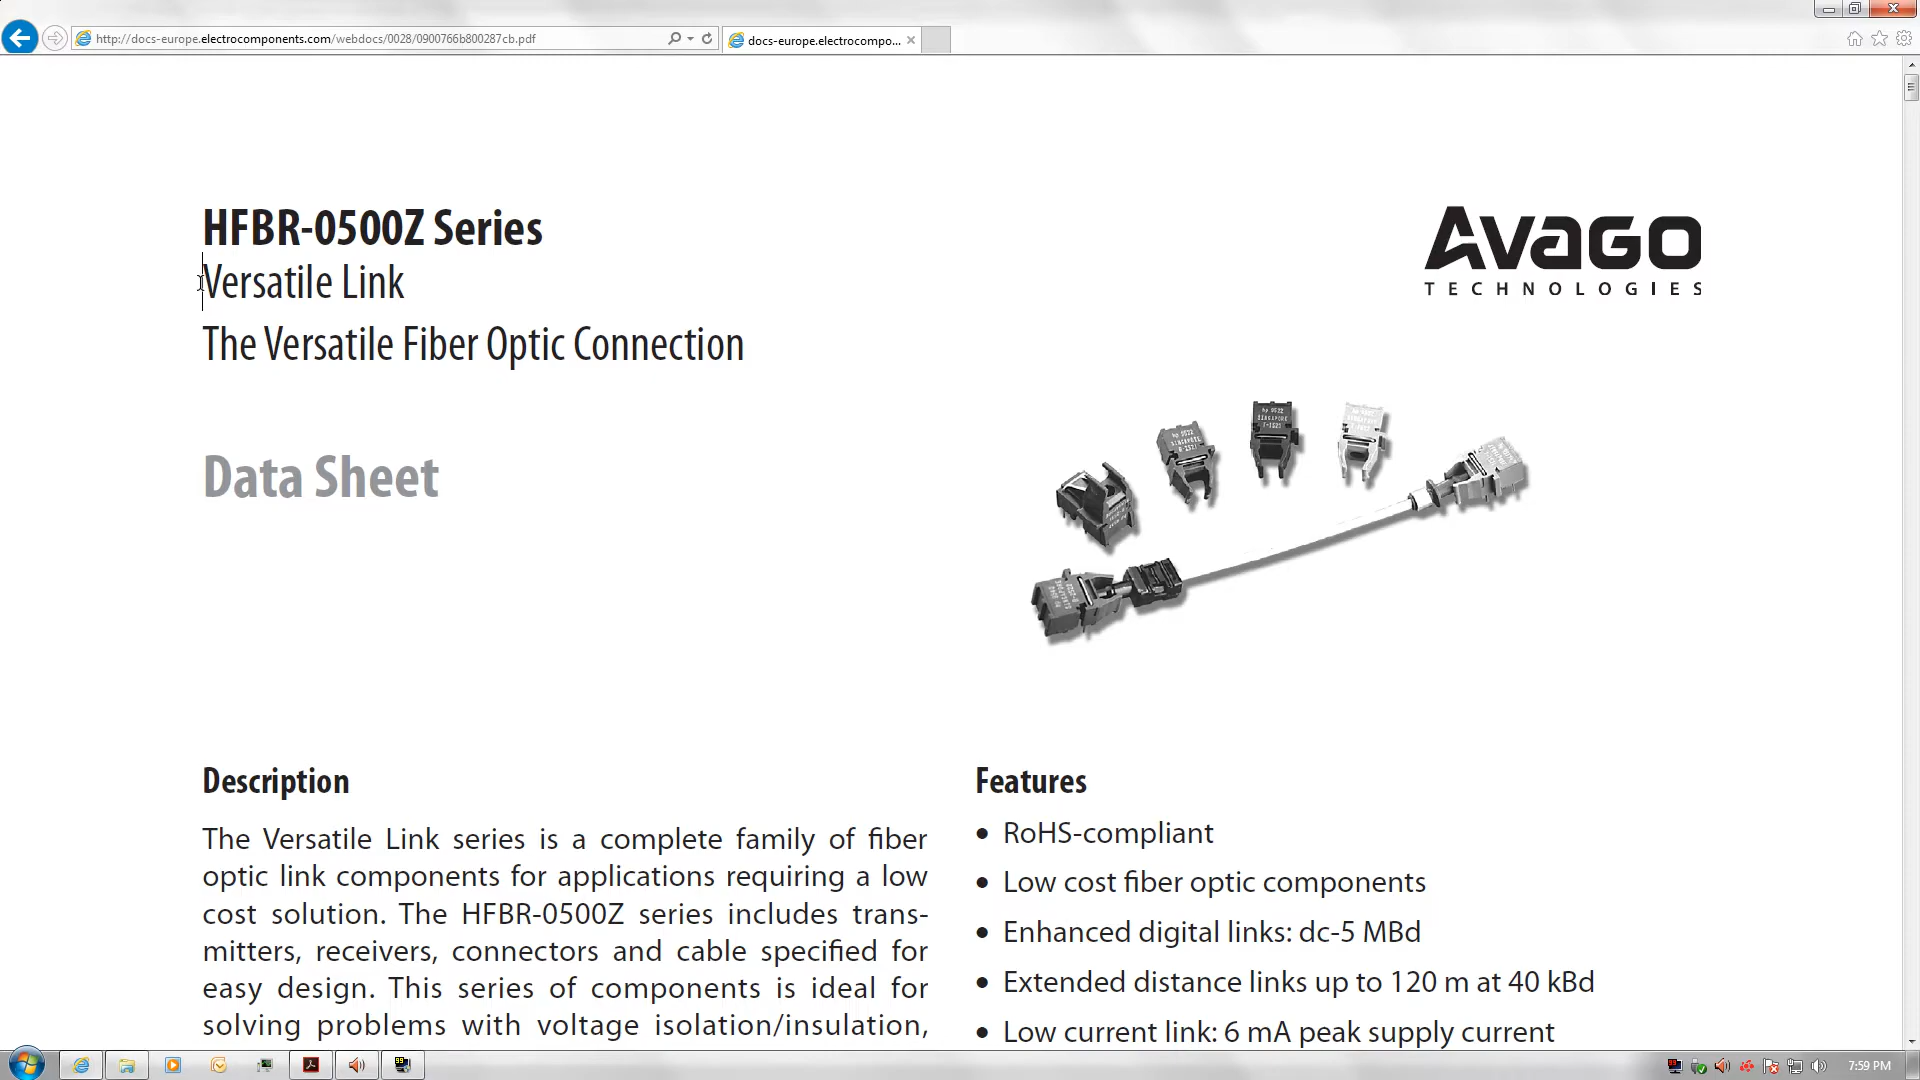 http://docs-europe.electrocomponents.com/webdocs/0028/0900766b800287cb.pdf
docs-europe.electrocompo...
HFBR-0500Z Series
Versatile Link
The Versatile Fiber Optic Connection
AVAGO
TECHNOLOGIES
Data Sheet
Description
The Versatile Link series is a complete family of fiber
optic link components for applications requiring a low
cost solution. The HFBR-0500Z series includes trans-
mitters, receivers, connectors and cable specified for
easy design. This series of components is ideal for
solving problems with voltage isolation/insulation,
Features
• RoHS-compliant
• Low cost fiber optic components
• Enhanced digital links: dc-5 MBd
• Extended distance links up to 120 m at 40 kBd
• Low current link: 6 mA peak supply current
7:59 PM